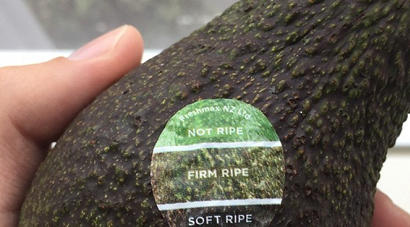 Freshmax NZ Ltd
NOT RIPE
FIRM RIPE
SOFT RIPE